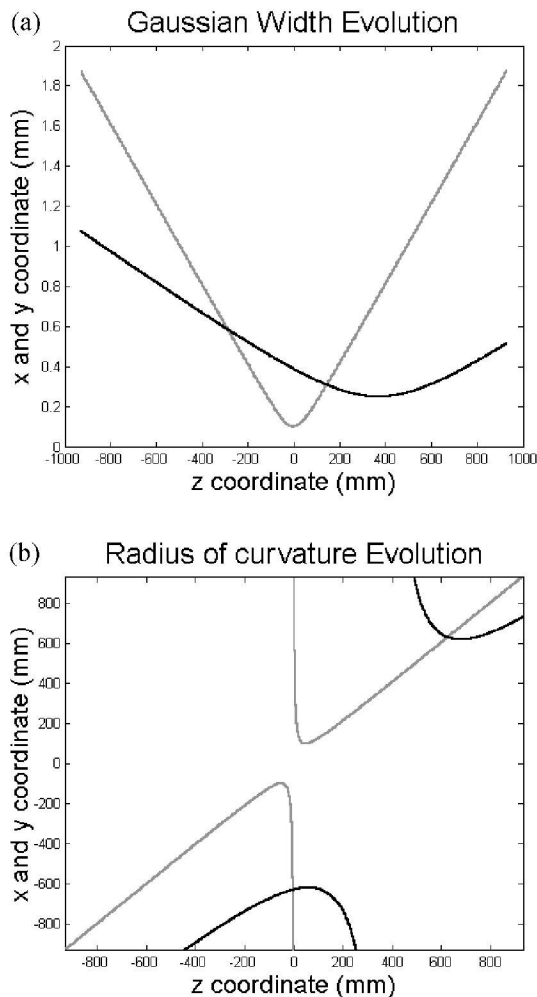 (a) Gaussian Width Evolution
x and y coordinate (mm)
2
1.8
1.6
1.4
1.2
1
0.8
0.6
0.4
0.2
0
-1000 -800 -600 -400 -200 0 200 400 600 800 1000
z coordinate (mm)
(b) Radius of curvature Evolution
x and y coordinate (mm)
800
600
400
200
0
-200
-400
-600
-800
-800 -600 -400 -200 0 200 400 600 800
z coordinate (mm)